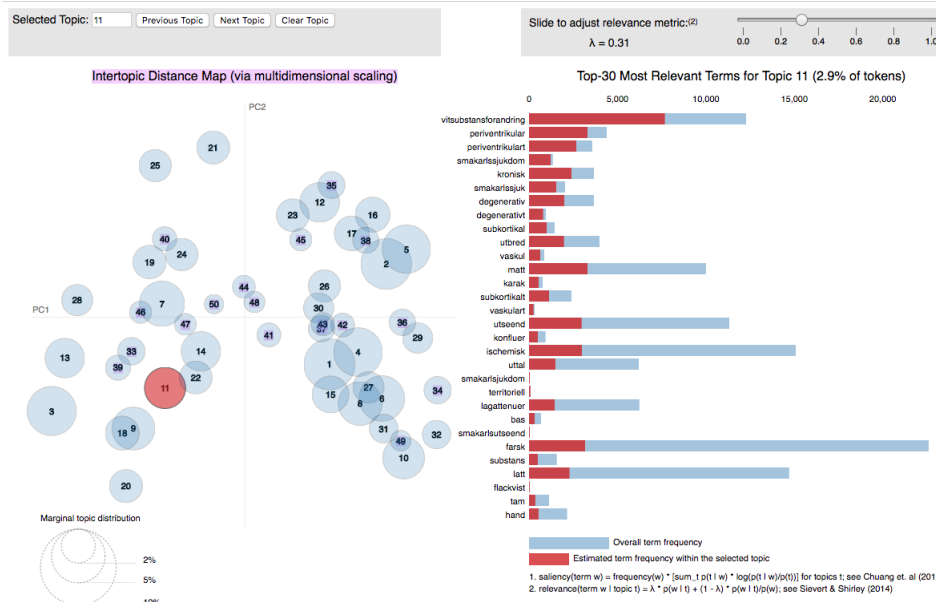 Selected Topic: 11 Previous Topic Next Topic Clear Topic
Slide to adjust relevance metric:(2)
λ = 0.31
0.0 0.2 0.4 0.6 0.8 1.0
Intertopic Distance Map (via multidimensional scaling)
PC2
PC1
21
25
35
12
23
16
17
38
45
5
2
40
24
19
44
26
28
7
50
48
30
46
47
43
37
42
36
41
29
33
14
4
13
39
1
22
11
27
34
15
8
6
3
18
9
31
32
49
10
20
Marginal topic distribution
2%
5%
10%
Top-30 Most Relevant Terms for Topic 11 (2.9% of tokens)
0 5,000 10,000 15,000 20,000
vitsubstansforandring
periventrikular
periventrikulart
smakarlssjukdom
kronisk
smakarlssjuk
degenerativ
degenerativt
subkortikal
utbred
vaskul
matt
karak
subkortikalt
vaskulart
utseend
konfluer
ischemisk
uttal
smakarlsjukdom
territoriell
lagattenuer
bas
smakarlsutseend
farsk
substans
latt
flackvist
tam
hand
Overall term frequency
Estimated term frequency within the selected topic
1. saliency(term w) = frequency(w) * [sum_t p(t | w) * log(p(t | w)/p(t))] for topics t; see Chuang et. al (201
2. relevance(term w | topic t) = λ * p(w | t) + (1 - λ) * p(w | t)/p(w); see Sievert & Shirley (2014)